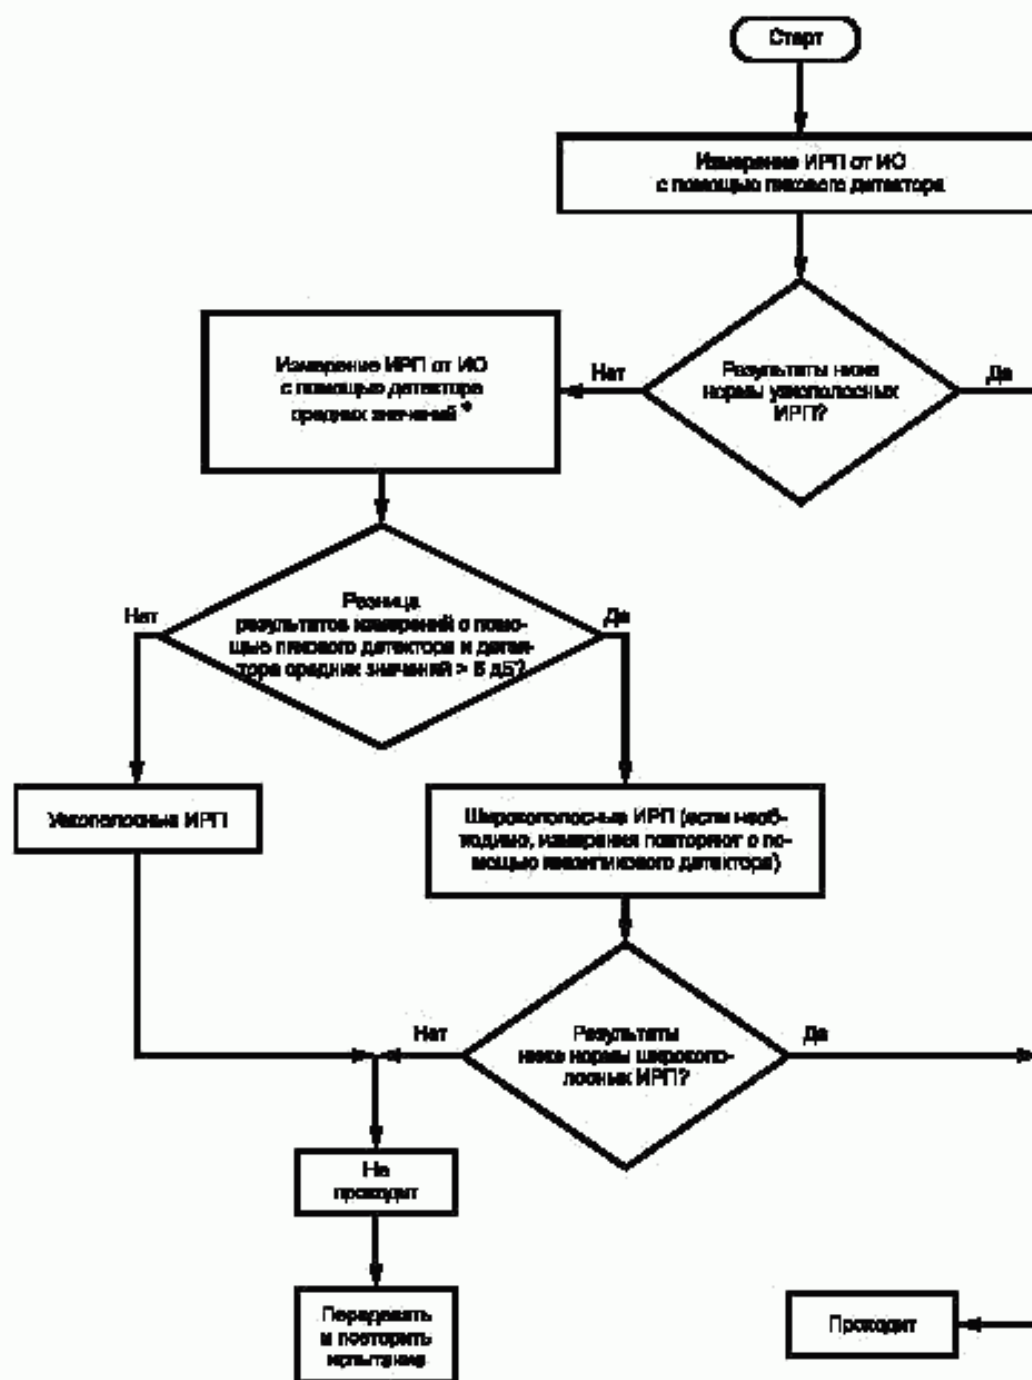 Старт
Измерение ИРП от ИО
с помощью пикового детектора
Результаты ниже
нормы узкополосных
ИРП?
Нет
Да
Измерение ИРП от ИО
с помощью детектора
средних значений *
Разница
результатов измерений с помо-
щью пикового детектора и детек-
тора средних значений > 6 дБ?
Нет
Да
Узкополосные ИРП
Широкополосные ИРП (если необ-
ходимо, измерения повторяют с по-
мощью квазипикового детектора)
Результаты
ниже нормы широкопо-
лосных ИРП?
Нет
Да
Не
проходит
Переделать
и повторить
испытание
Проходит